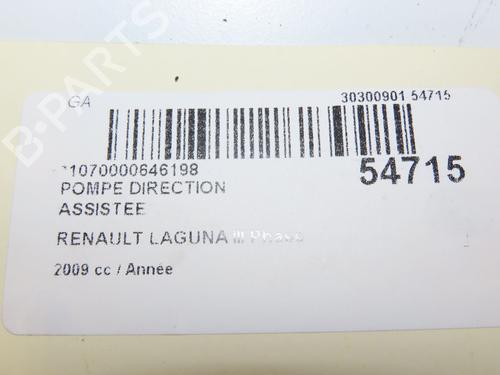 GA
30300901 54715
54715
*1070000646198
POMPE DIRECTION
ASSISTEE
RENAULT LAGUNA III Phase
2009 cc / Année
B-PARTS